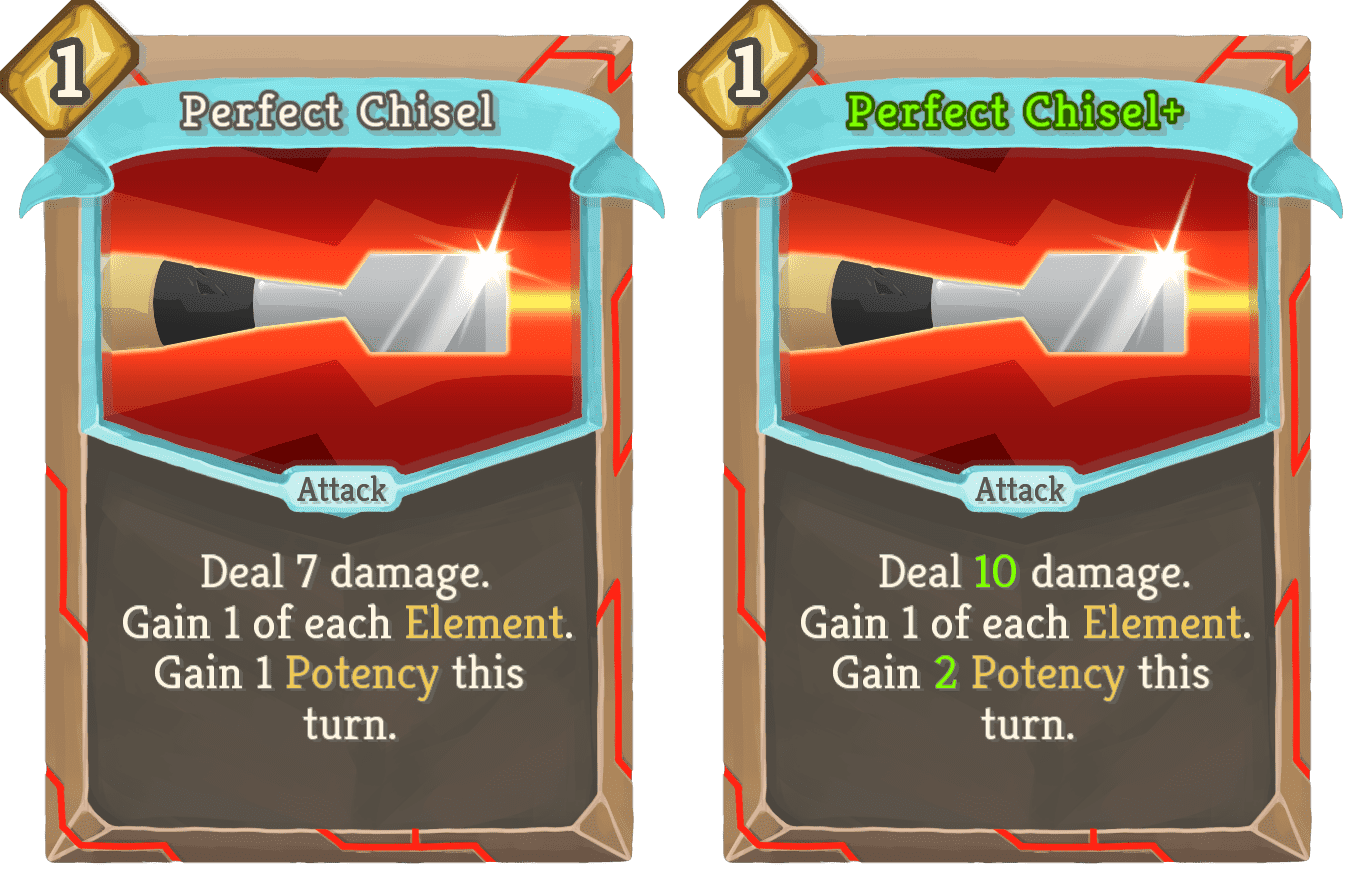 1
Perfect Chisel
Attack
Deal 7 damage.
Gain 1 of each Element.
Gain 1 Potency this
turn.
1
Perfect Chisel+
Attack
Deal 10 damage.
Gain 1 of each Element.
Gain 2 Potency this
turn.